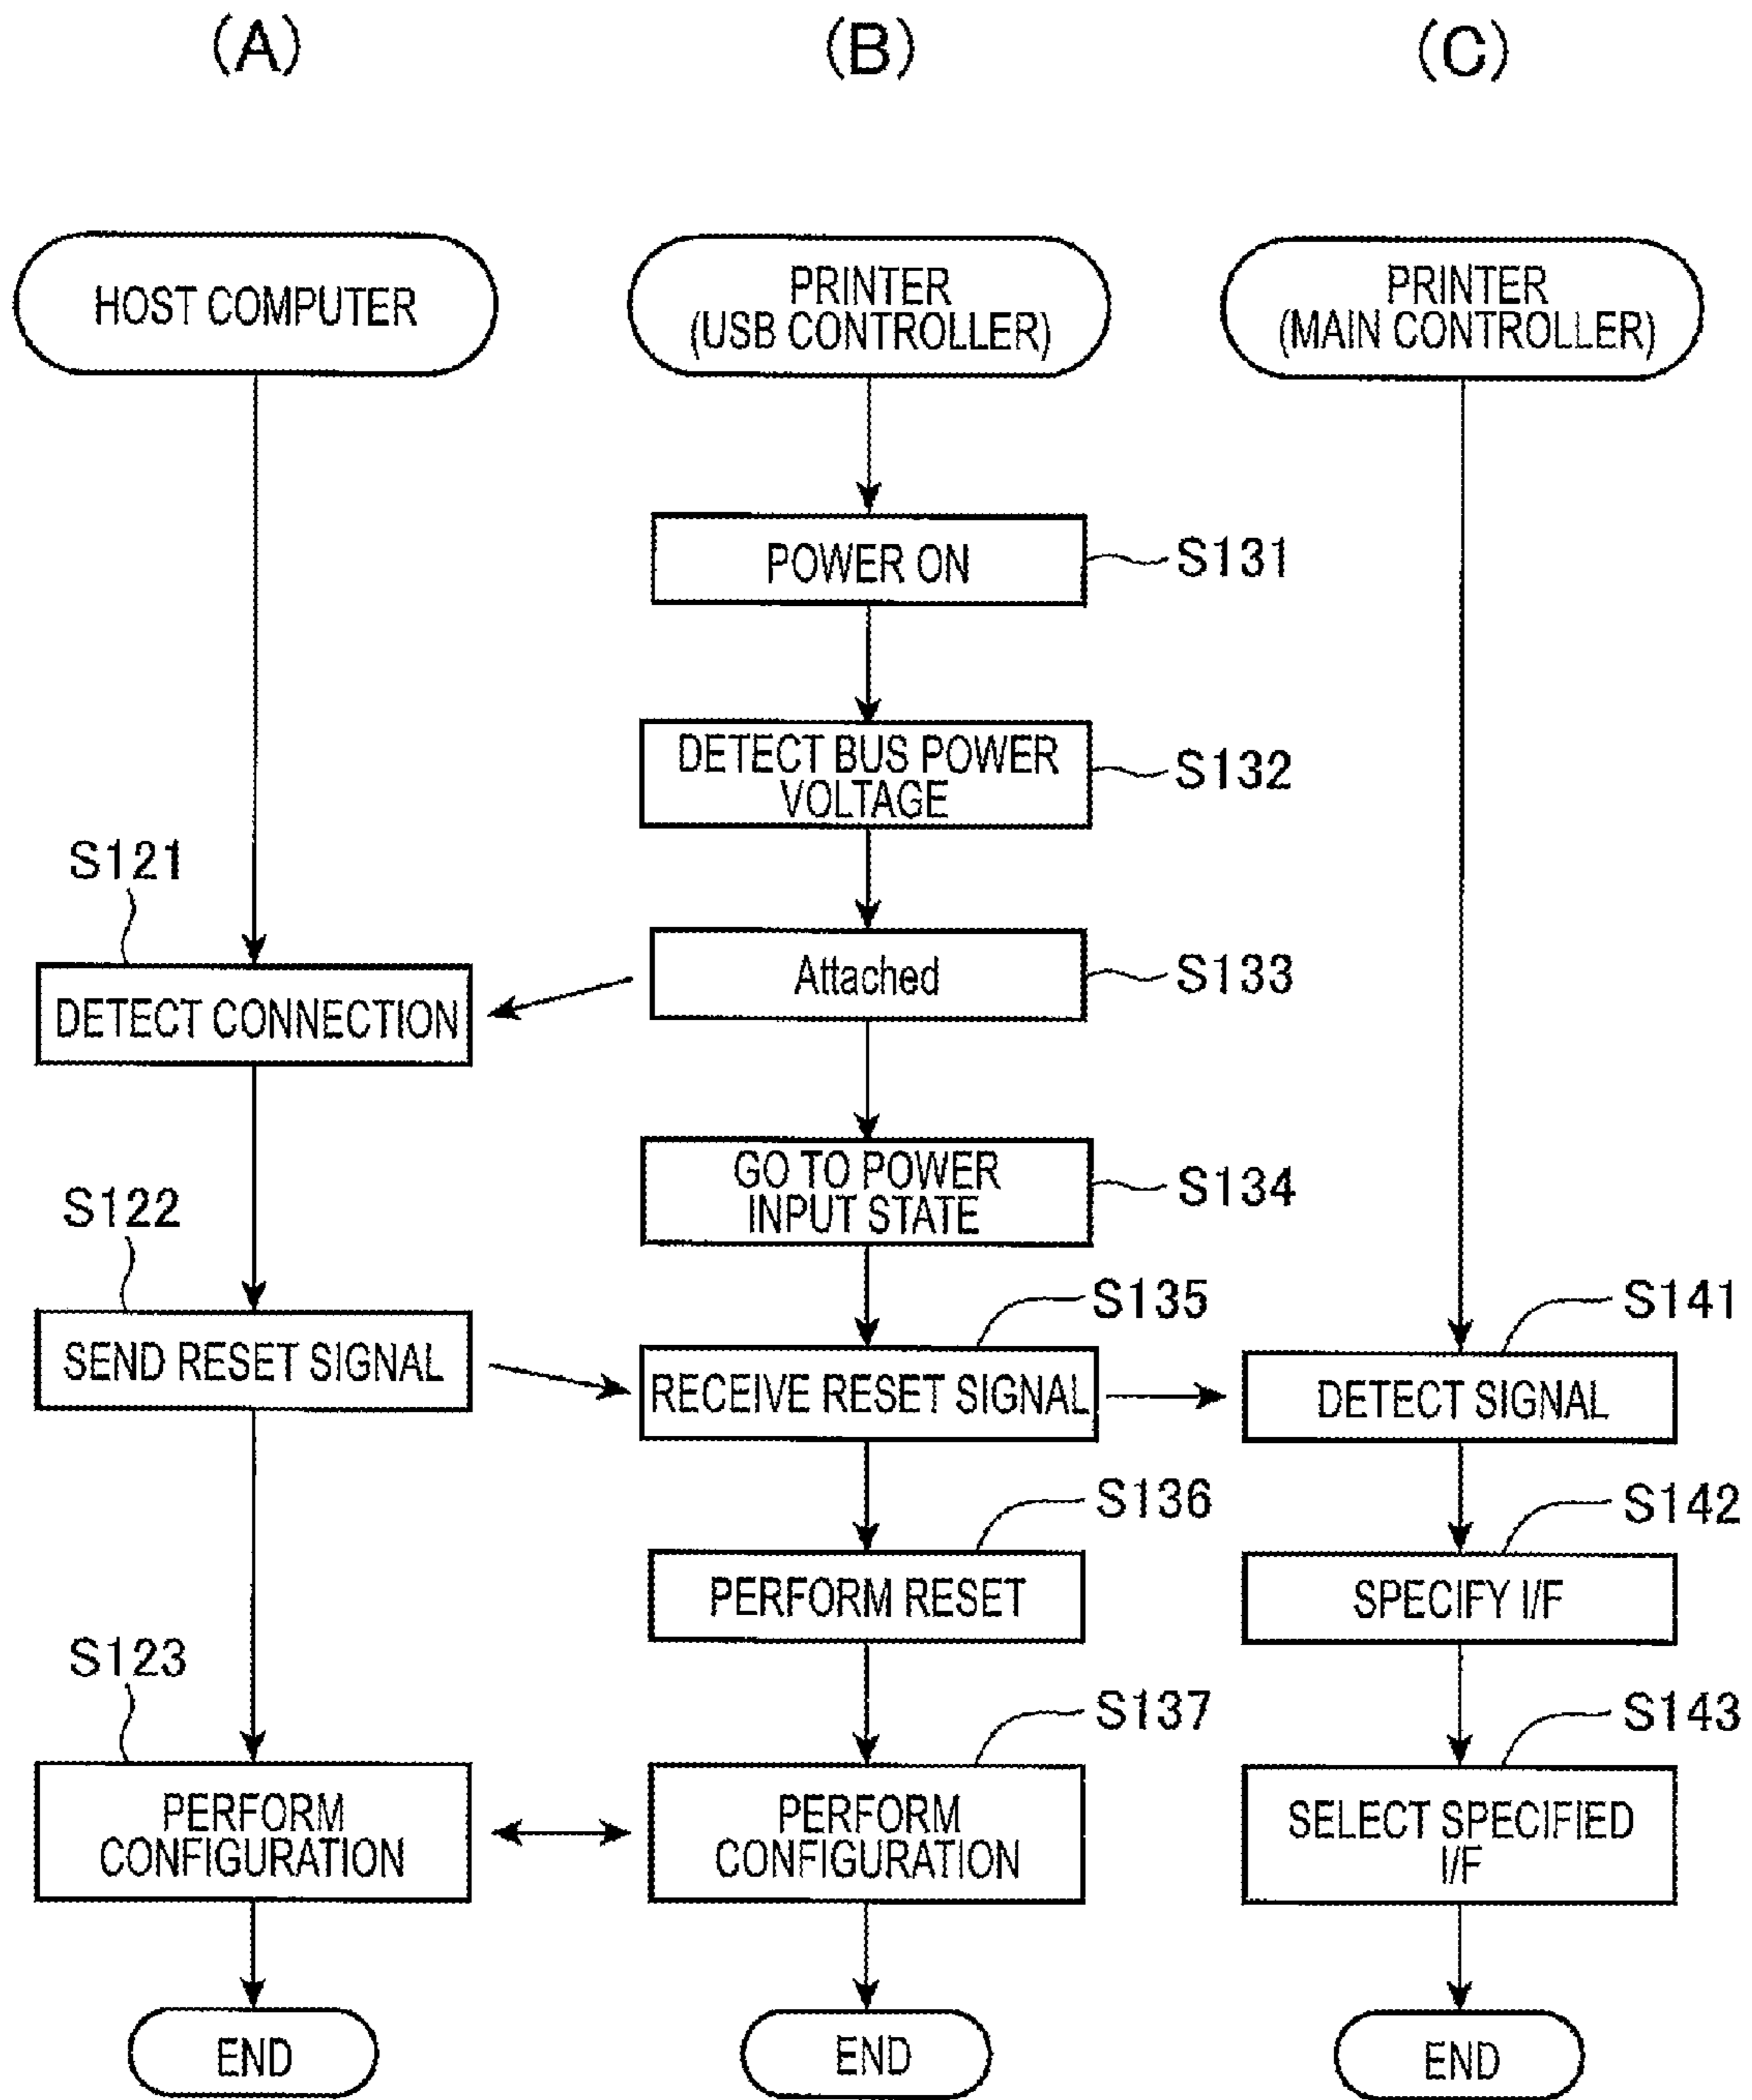 (A)
(B)
(C)
HOST COMPUTER
PRINTER
(USB CONTROLLER)
PRINTER
(MAIN CONTROLLER)
POWER ON
S131
DETECT BUS POWER
VOLTAGE
S132
S121
DETECT CONNECTION
Attached
S133
GO TO POWER
INPUT STATE
S134
S122
SEND RESET SIGNAL
S135
RECEIVE RESET SIGNAL
S141
DETECT SIGNAL
S136
PERFORM RESET
S142
SPECIFY I/F
S123
PERFORM
CONFIGURATION
S137
PERFORM
CONFIGURATION
S143
SELECT SPECIFIED
I/F
END
END
END